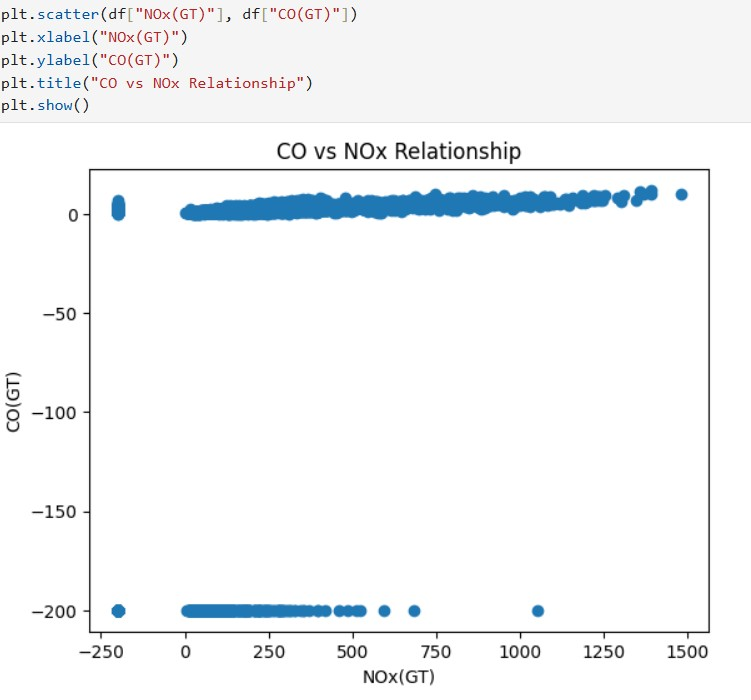 plt.scatter(df["NOx(GT)"], df["CO(GT)"])
plt.xlabel("NOx(GT)")
plt.ylabel("CO(GT)")
plt.title("CO vs NOx Relationship")
plt.show()
CO vs NOx Relationship
0
−50
−100
−150
−200
CO(GT)
−250 0 250 500 750 1000 1250 1500
NOx(GT)